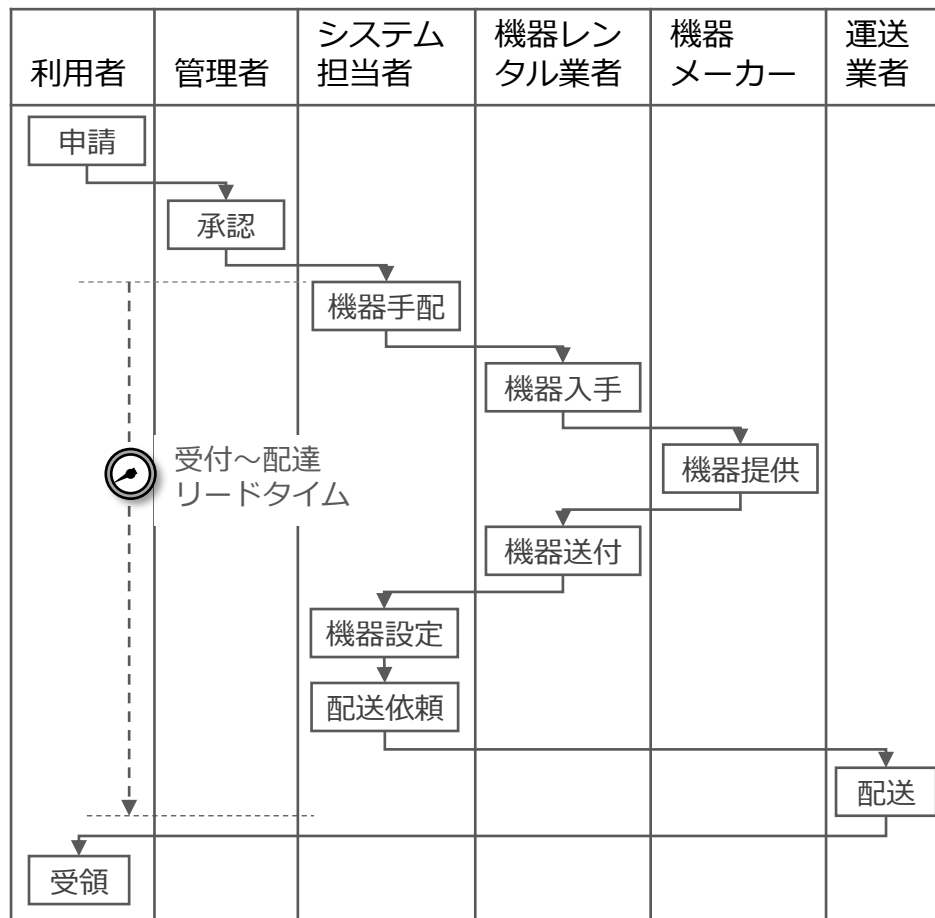 利用者
管理者
システム
担当者
機器レン
タル業者
機器
メーカー
運送
業者
申請
承認
機器手配
機器入手
受付～配達
リードタイム
機器提供
機器送付
機器設定
配送依頼
配送
受領